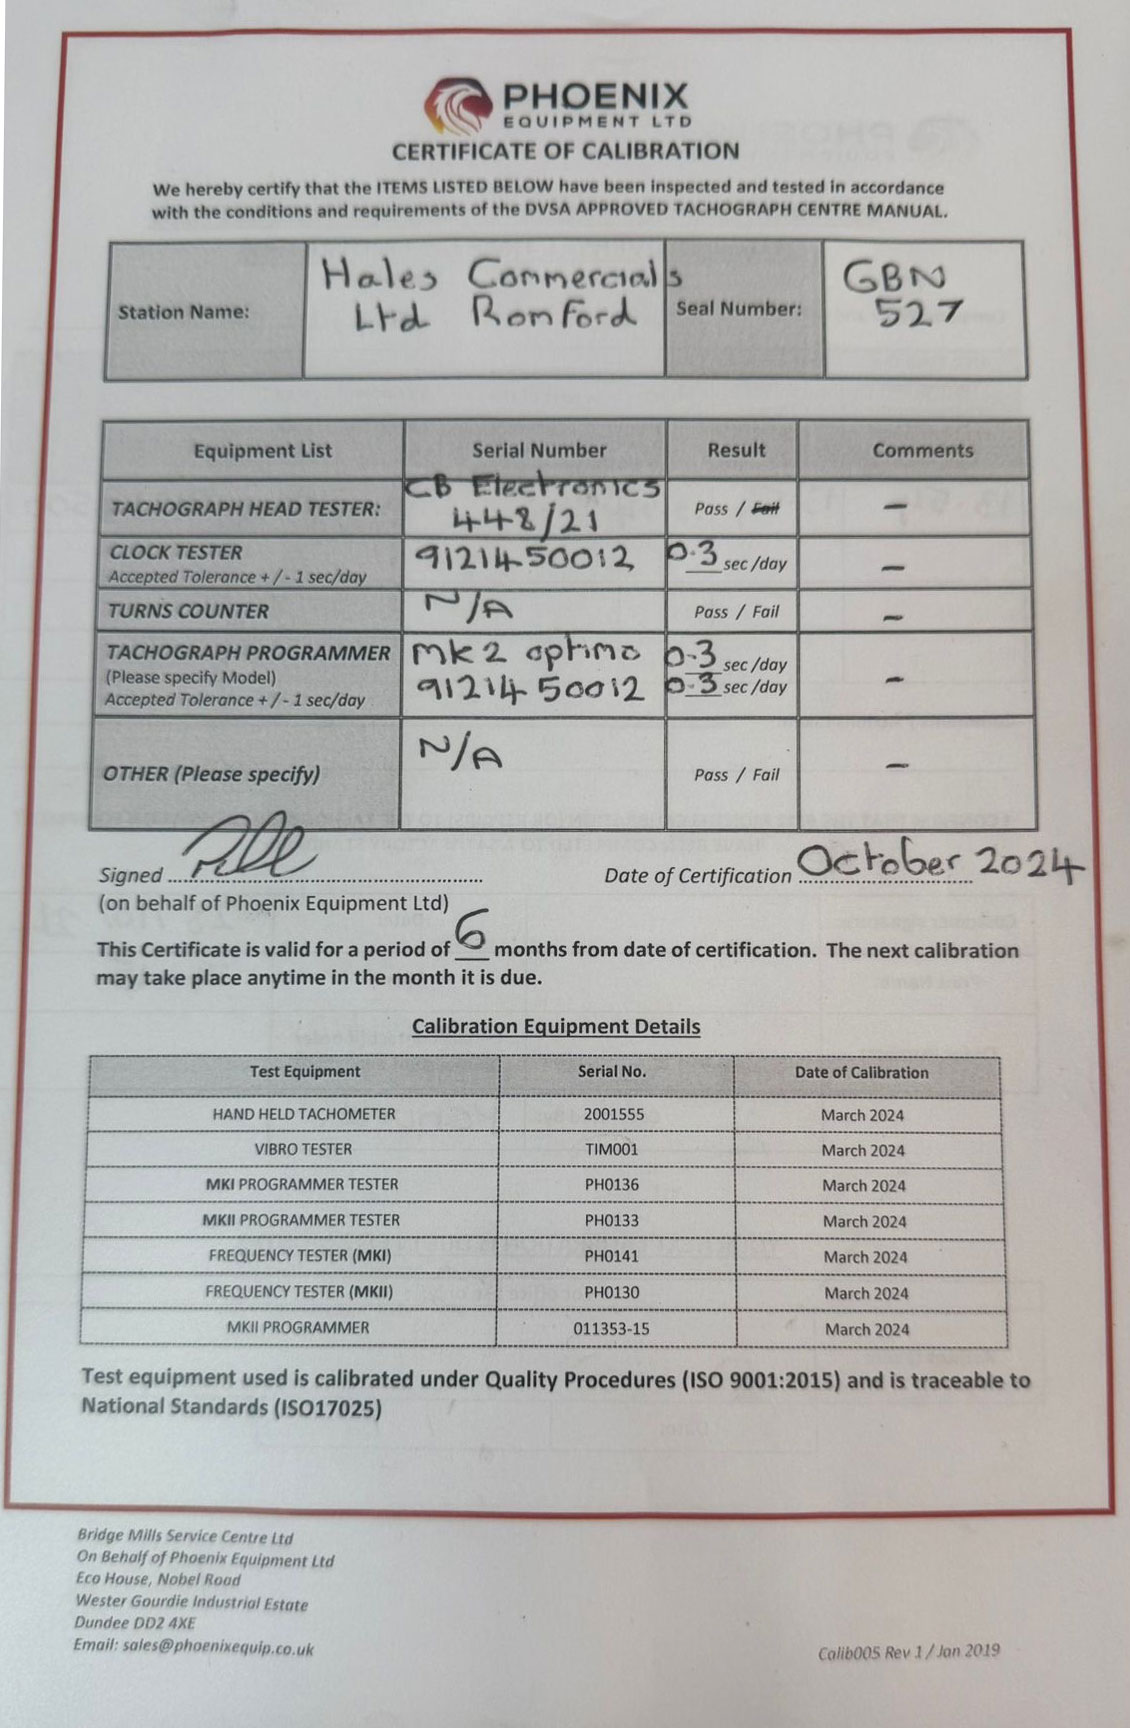 PHOENIX
EQUIPMENT LTD
CERTIFICATE OF CALIBRATION
We hereby certify that the ITEMS LISTED BELOW have been inspected and tested in accordance
with the conditions and requirements of the DVSA APPROVED TACHOGRAPH CENTRE MANUAL.
Station Name: Hales Commercials Ltd Romford Seal Number: GBN 527
Equipment List Serial Number Result Comments
TACHOGRAPH HEAD TESTER: CB Electronics 448/21 Pass / Fail –
CLOCK TESTER 9121450012 0.3 sec/day –
Accepted Tolerance +/- 1 sec/day
TURNS COUNTER N/A Pass / Fail –
TACHOGRAPH PROGRAMMER mk2 optimo 0.3 sec/day
(Please specify Model) 91214 50012 0.3 sec/day –
Accepted Tolerance +/- 1 sec/day
OTHER (Please specify) N/A Pass / Fail –
Signed Date of Certification October 2024
(on behalf of Phoenix Equipment Ltd)
This Certificate is valid for a period of 6 months from date of certification. The next calibration
may take place anytime in the month it is due.
Calibration Equipment Details
Test Equipment Serial No. Date of Calibration
HAND HELD TACHOMETER 2001555 March 2024
VIBRO TESTER TIM001 March 2024
MKI PROGRAMMER TESTER PH0136 March 2024
MKII PROGRAMMER TESTER PH0133 March 2024
FREQUENCY TESTER (MKI) PH0141 March 2024
FREQUENCY TESTER (MKII) PH0130 March 2024
MKII PROGRAMMER 011353-15 March 2024
Test equipment used is calibrated under Quality Procedures (ISO 9001:2015) and is traceable to
National Standards (ISO17025)
Bridge Mills Service Centre Ltd
On Behalf of Phoenix Equipment Ltd
Eco House, Nobel Road
Wester Gourdie Industrial Estate
Dundee DD2 4XE
Email: sales@phoenixequip.co.uk
Calib005 Rev 1 / Jan 2019